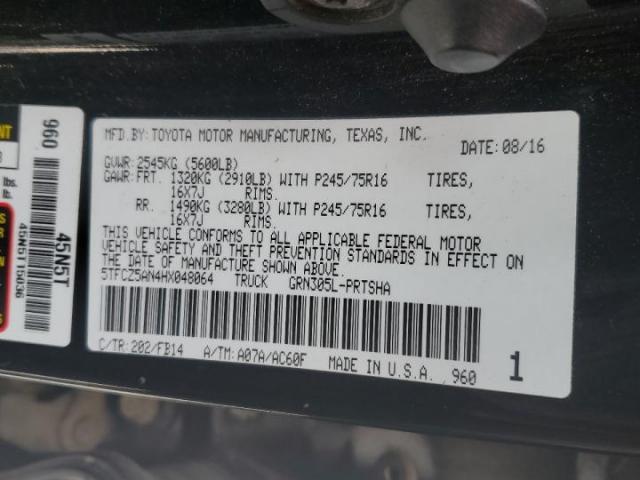 MFD.BY:TOYOTA MOTOR MANUFACTURING, TEXAS, INC. DATE:08/16
GVWR:2545KG (5600LB)
GAWR:FRT. 1320KG (2910LB) WITH P245/75R16 TIRES,
16X7J RIMS.
RR. 1490KG (3280LB) WITH P245/75R16 TIRES,
16X7J RIMS.
THIS VEHICLE CONFORMS TO ALL APPLICABLE FEDERAL MOTOR
VEHICLE SAFETY AND THEFT PREVENTION STANDARDS IN EFFECT
ON THE DATE OF MANUFACTURE SHOWN ABOVE.
5TFCZ5AN4HX048064 TRUCK GRN305L-PRTSHA
C/TR:202/FB14 A/TM:A07A/AC60F MADE IN U.S.A. 960 1
960
45N5T
45N5T15036
lbs.
lb.